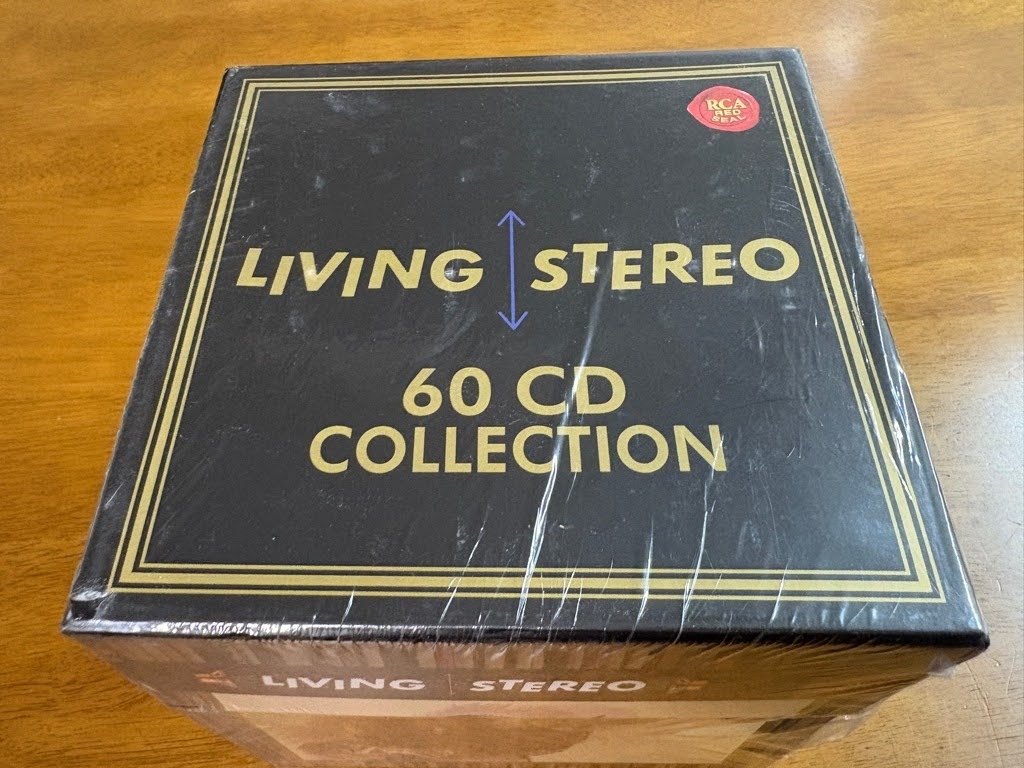 RCA
RED
SEAL
LIVING STEREO
60 CD
COLLECTION
LIVING STEREO